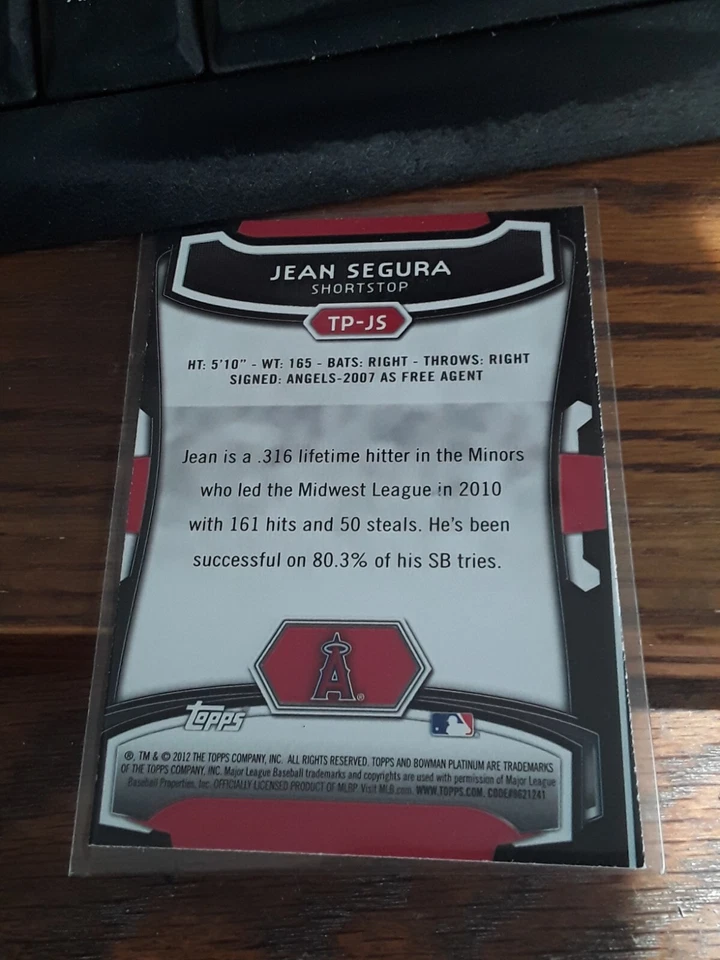 JEAN SEGURA
SHORTSTOP
TP-JS
HT: 5'10" - WT: 165 - BATS: RIGHT - THROWS: RIGHT
SIGNED: ANGELS-2007 AS FREE AGENT
Jean is a .316 lifetime hitter in the Minors
who led the Midwest League in 2010
with 161 hits and 50 steals. He's been
successful on 80.3% of his SB tries.
A®
Topps
®, TM & © 2012 THE TOPPS COMPANY, INC. ALL RIGHTS RESERVED. TOPPS AND BOWMAN PLATINUM ARE TRADEMARKS
OF THE TOPPS COMPANY, INC. Major League Baseball trademarks and copyrights are used with permission of Major League
Baseball Properties, Inc. OFFICIALLY LICENSED PRODUCT OF MLBP. Visit MLB.com. WWW.TOPPS.COM. CODE#9621241